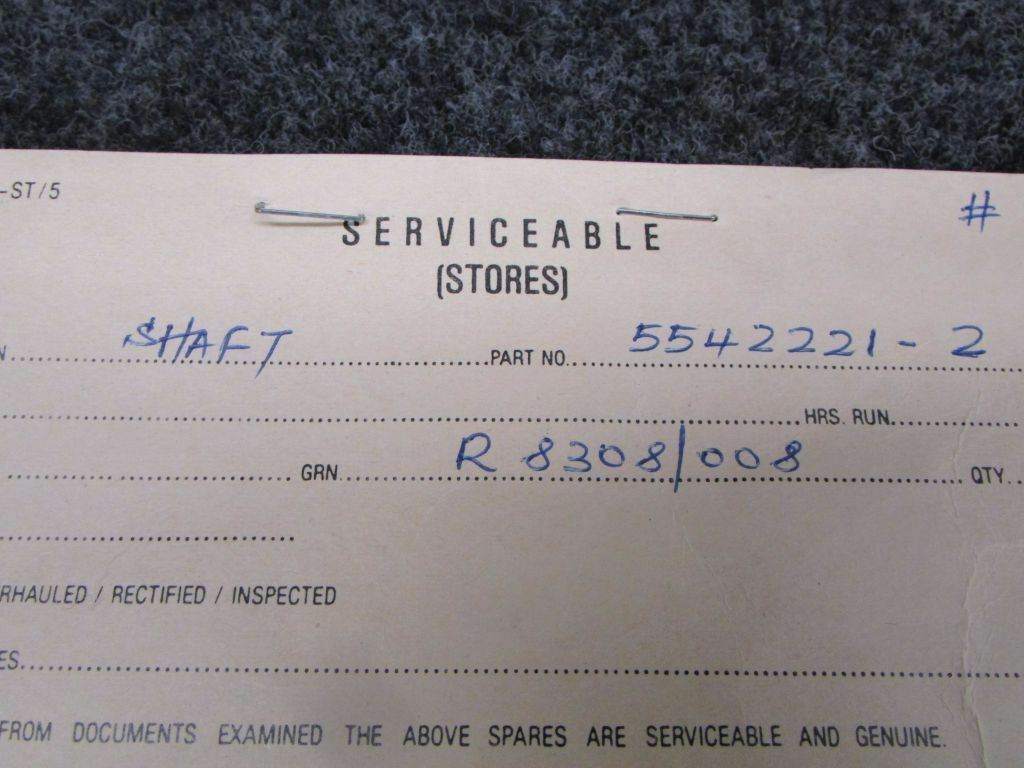 -ST/5
#
SERVICEABLE
(STORES)
SHAFT PART NO. 5542221-2
HRS. RUN
GRN. R 8308/008 QTY.
RHAULED / RECTIFIED / INSPECTED
ES
FROM DOCUMENTS EXAMINED THE ABOVE SPARES ARE SERVICEABLE AND GENUINE.